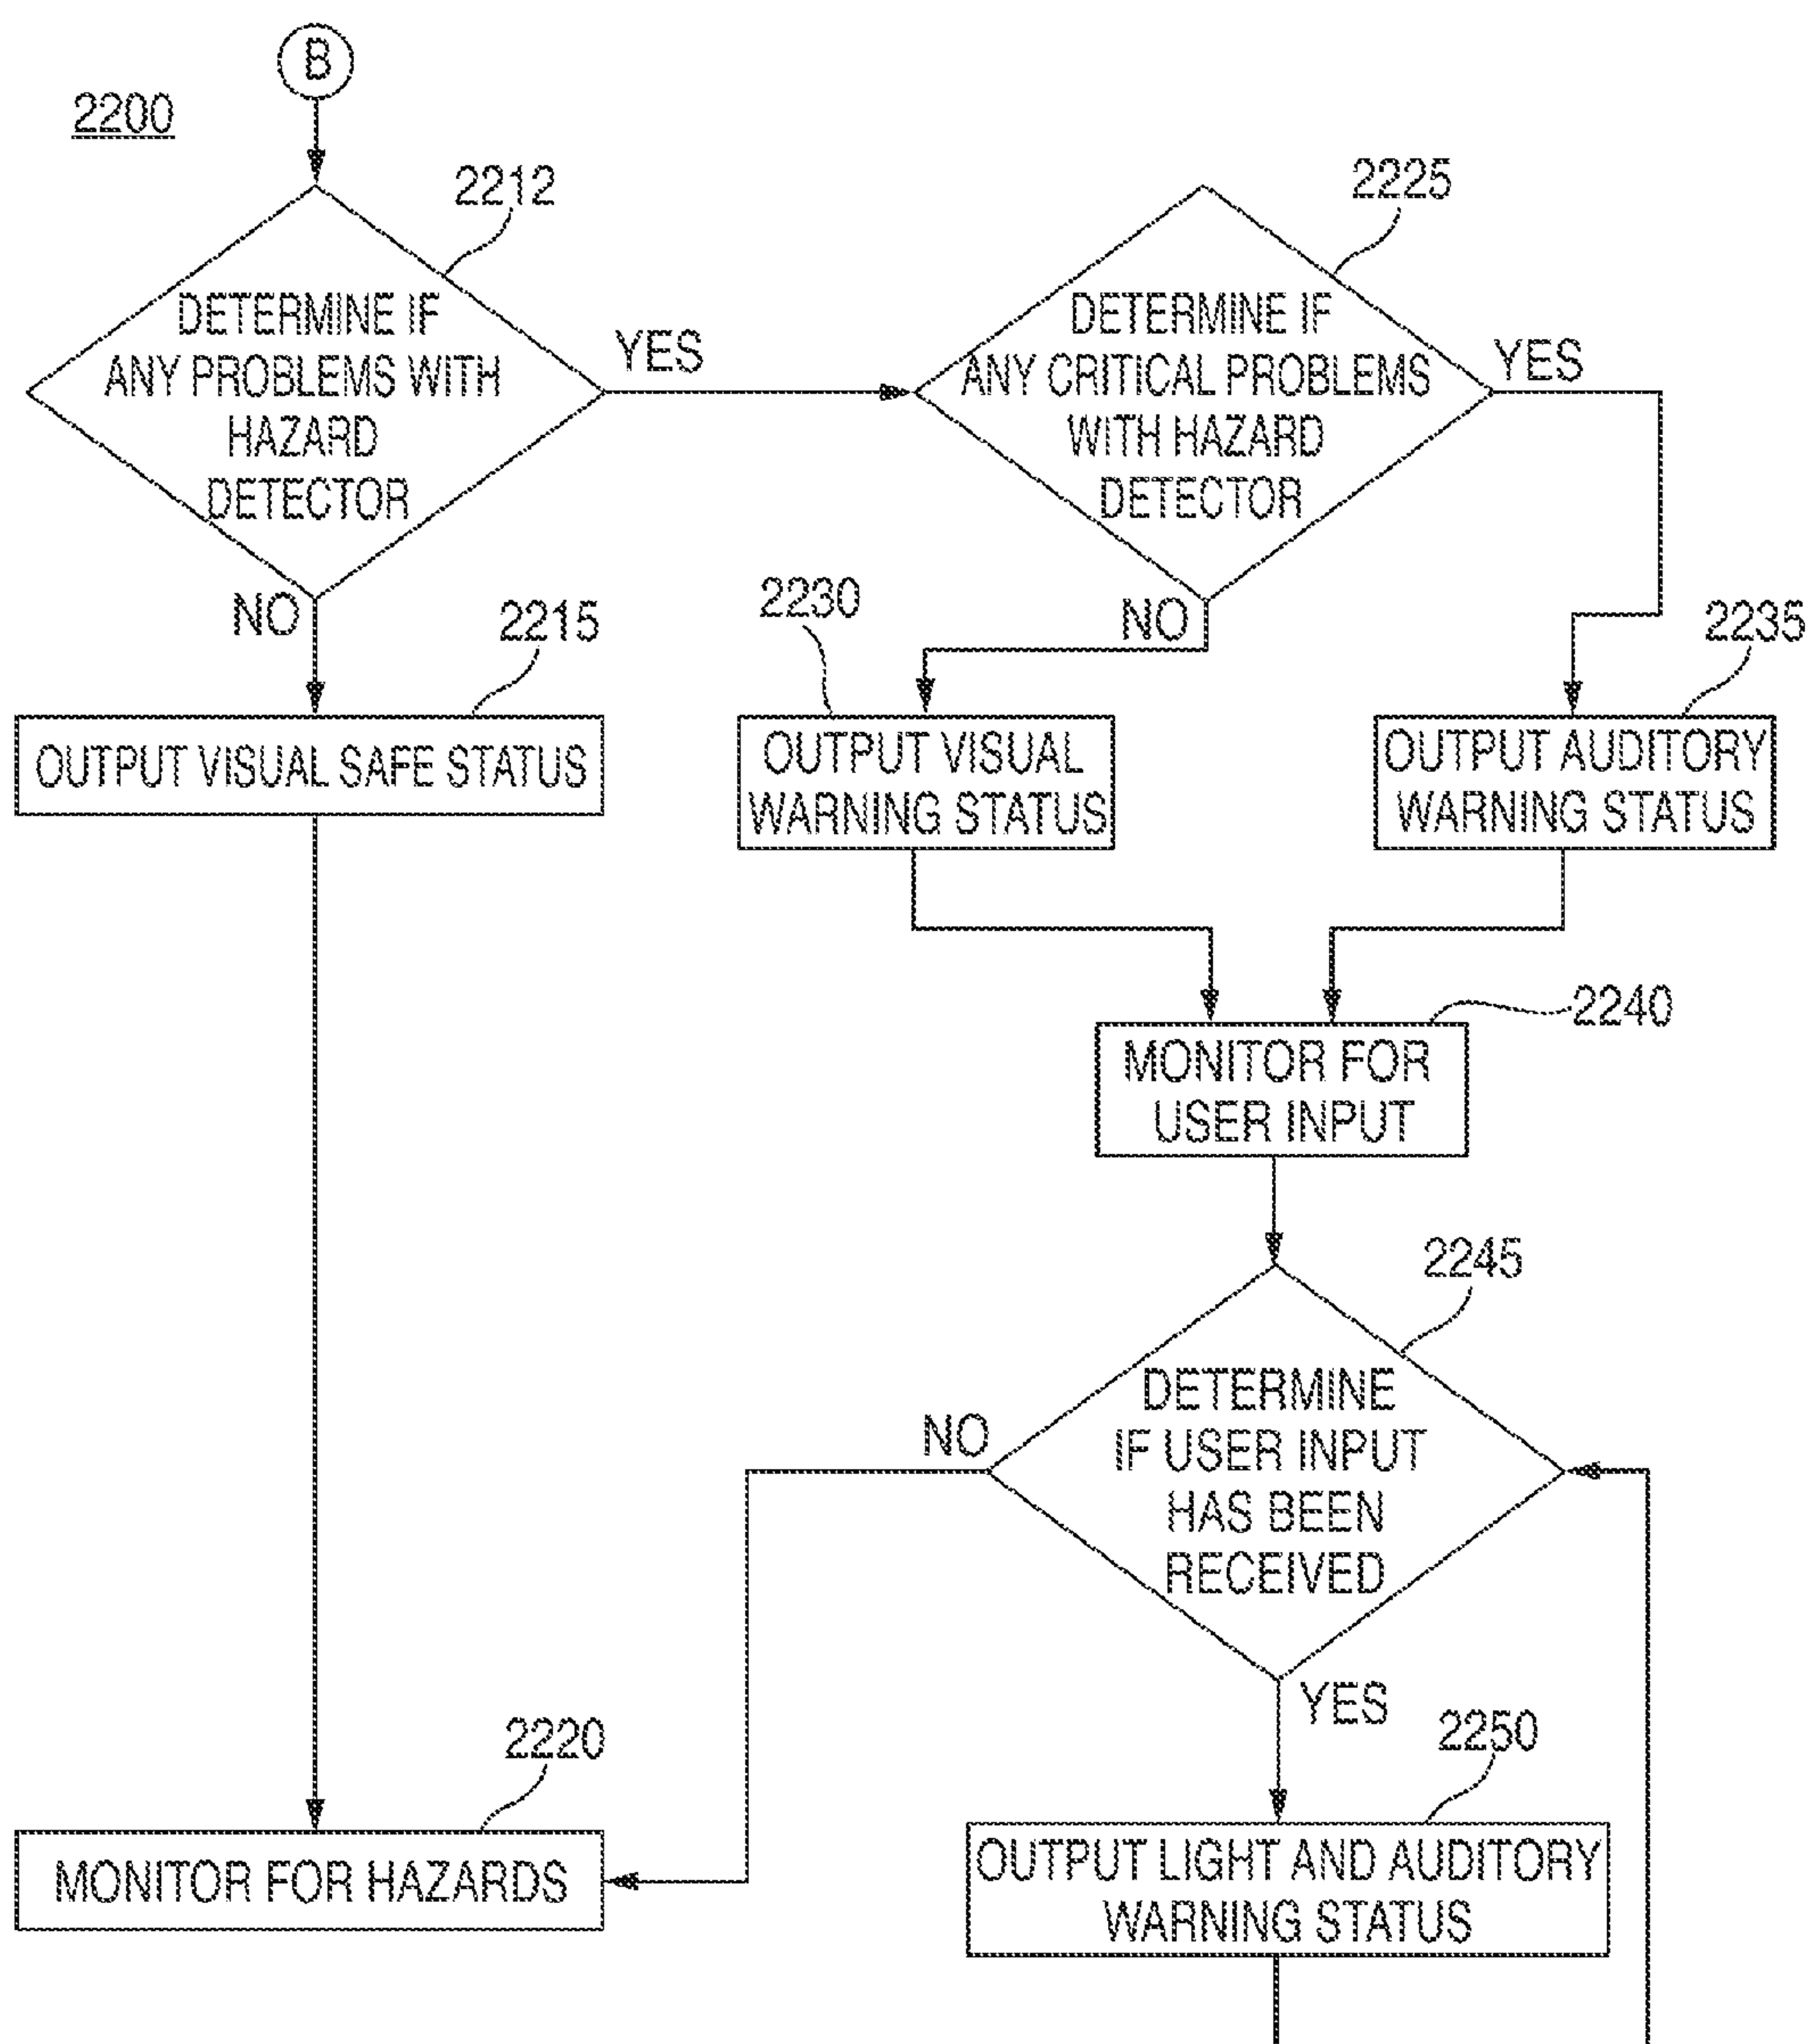 B
2200
2212
DETERMINE IF
ANY PROBLEMS WITH
HAZARD
DETECTOR
YES
NO
2225
DETERMINE IF
ANY CRITICAL PROBLEMS
WITH HAZARD
DETECTOR
YES
NO
2215
OUTPUT VISUAL SAFE STATUS
2230
OUTPUT VISUAL
WARNING STATUS
2235
OUTPUT AUDITORY
WARNING STATUS
2240
MONITOR FOR
USER INPUT
2245
DETERMINE
IF USER INPUT
HAS BEEN
RECEIVED
NO
YES
2220
MONITOR FOR HAZARDS
2250
OUTPUT LIGHT AND AUDITORY
WARNING STATUS